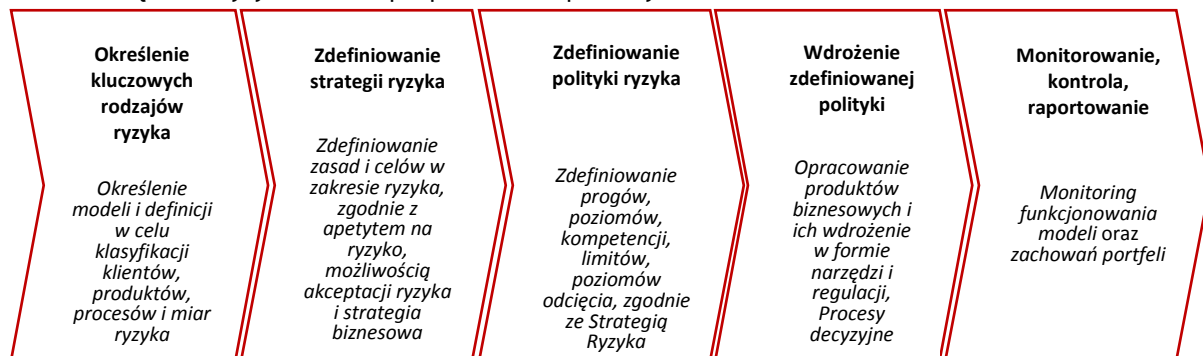 Określenie
kluczowych
rodzajów
ryzyka
Określenie
modeli i definicji
w celu
klasyfikacji
klientów,
produktów,
procesów i miar
ryzyka
Zdefiniowanie
strategii ryzyka
Zdefiniowanie
zasad i celów w
zakresie ryzyka,
zgodnie z
apetytem na
ryzyko,
możliwością
akceptacji ryzyka
i strategia
biznesowa
Zdefiniowanie
polityki ryzyka
Zdefiniowanie
progów,
poziomów,
kompetencji,
limitów,
poziomów
odcięcia, zgodnie
ze Strategią
Ryzyka
Wdrożenie
zdefiniowanej
polityki
Opracowanie
produktów
biznesowych i
ich wdrożenie
w formie
narzędzi i
regulacji,
Procesy
decyzyjne
Monitorowanie,
kontrola,
raportowanie
Monitoring
funkcjonowania
modeli oraz
zachowań portfeli